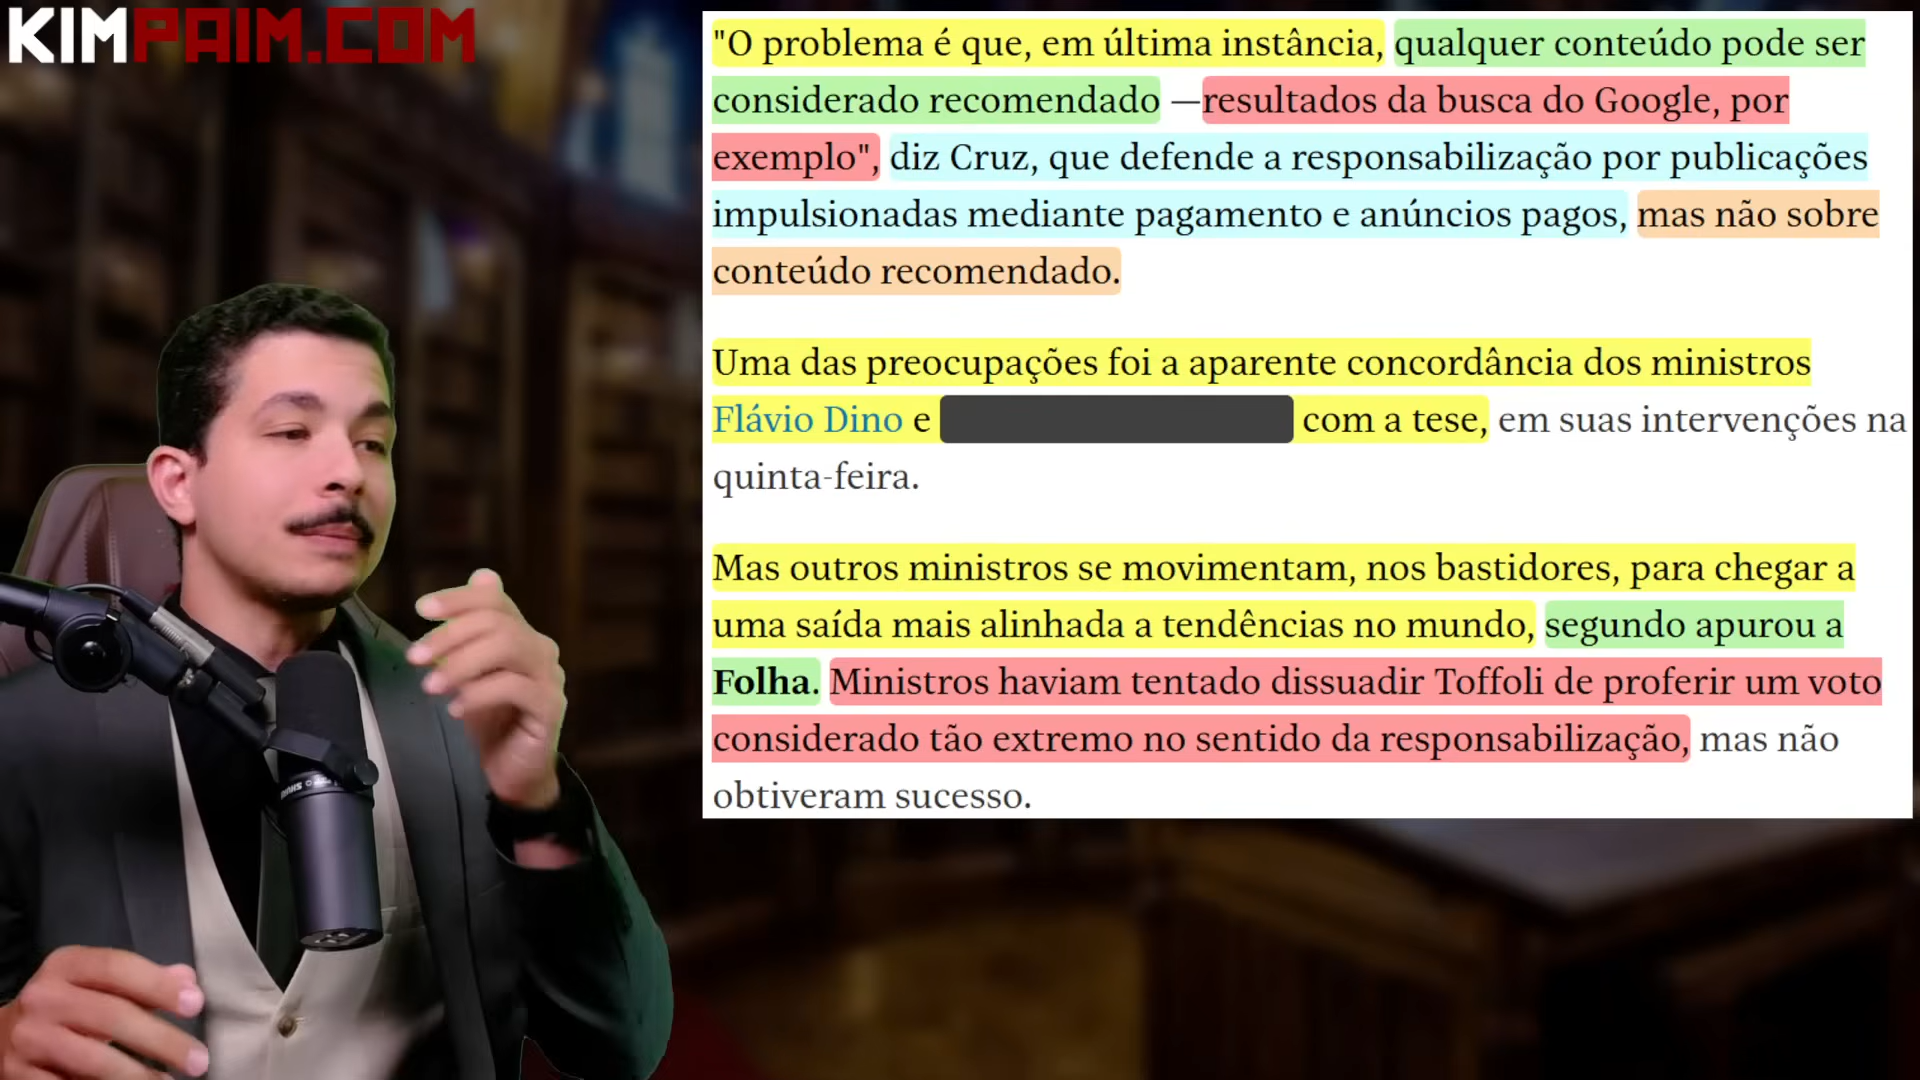 KIMPAIM.COM
"O problema é que, em última instância, qualquer conteúdo pode ser
considerado recomendado —resultados da busca do Google, por
exemplo", diz Cruz, que defende a responsabilização por publicações
impulsionadas mediante pagamento e anúncios pagos, mas não sobre
conteúdo recomendado.
Uma das preocupações foi a aparente concordância dos ministros
Flávio Dino e com a tese, em suas intervenções na
quinta-feira.
Mas outros ministros se movimentam, nos bastidores, para chegar a
uma saída mais alinhada a tendências no mundo, segundo apurou a
Folha. Ministros haviam tentado dissuadir Toffoli de proferir um voto
considerado tão extremo no sentido da responsabilização, mas não
obtiveram sucesso.